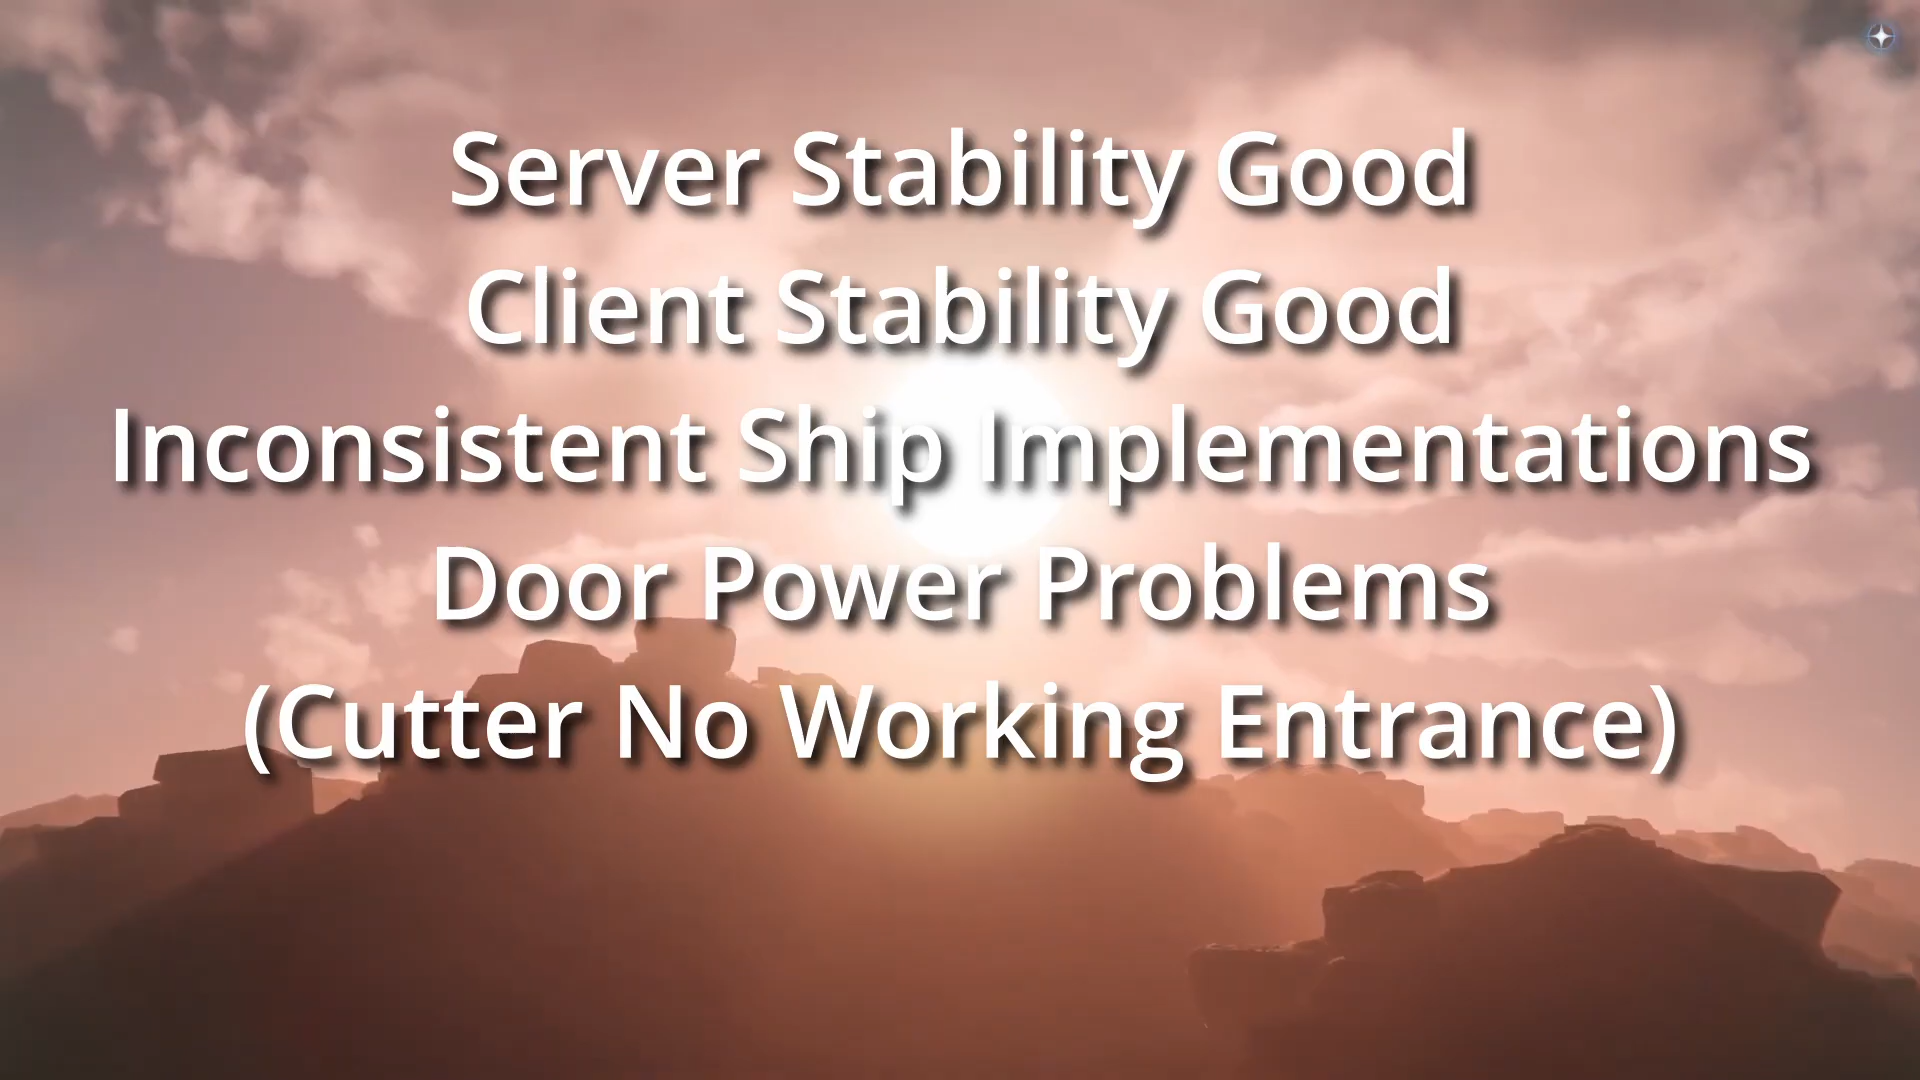 Server Stability Good
Client Stability Good
Inconsistent Ship Implementations
Door Power Problems
(Cutter No Working Entrance)